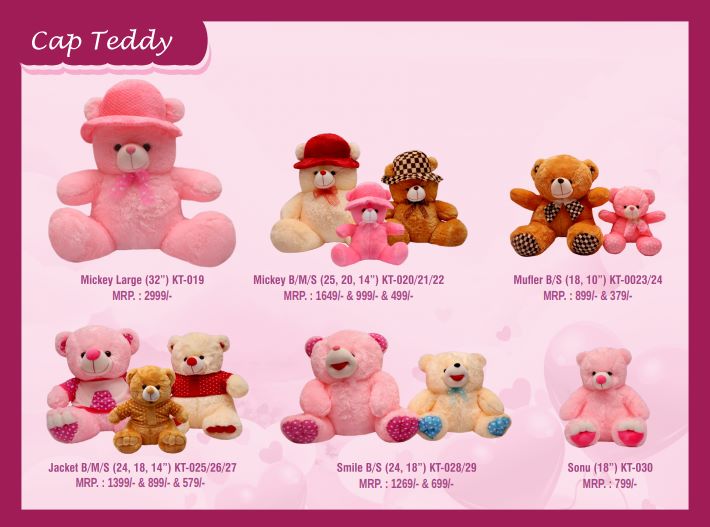 Cap Teddy
Mickey Large (32”) KT-019
MRP. : 2999/-
Mickey B/M/S (25, 20, 14”) KT-020/21/22
MRP. : 1649/- & 999/- & 499/-
Mufler B/S (18, 10”) KT-0023/24
MRP. : 899/- & 379/-
Jacket B/M/S (24, 18, 14”) KT-025/26/27
MRP. : 1399/- & 899/- & 579/-
Smile B/S (24, 18”) KT-028/29
MRP. : 1269/- & 699/-
Sonu (18”) KT-030
MRP. : 799/-